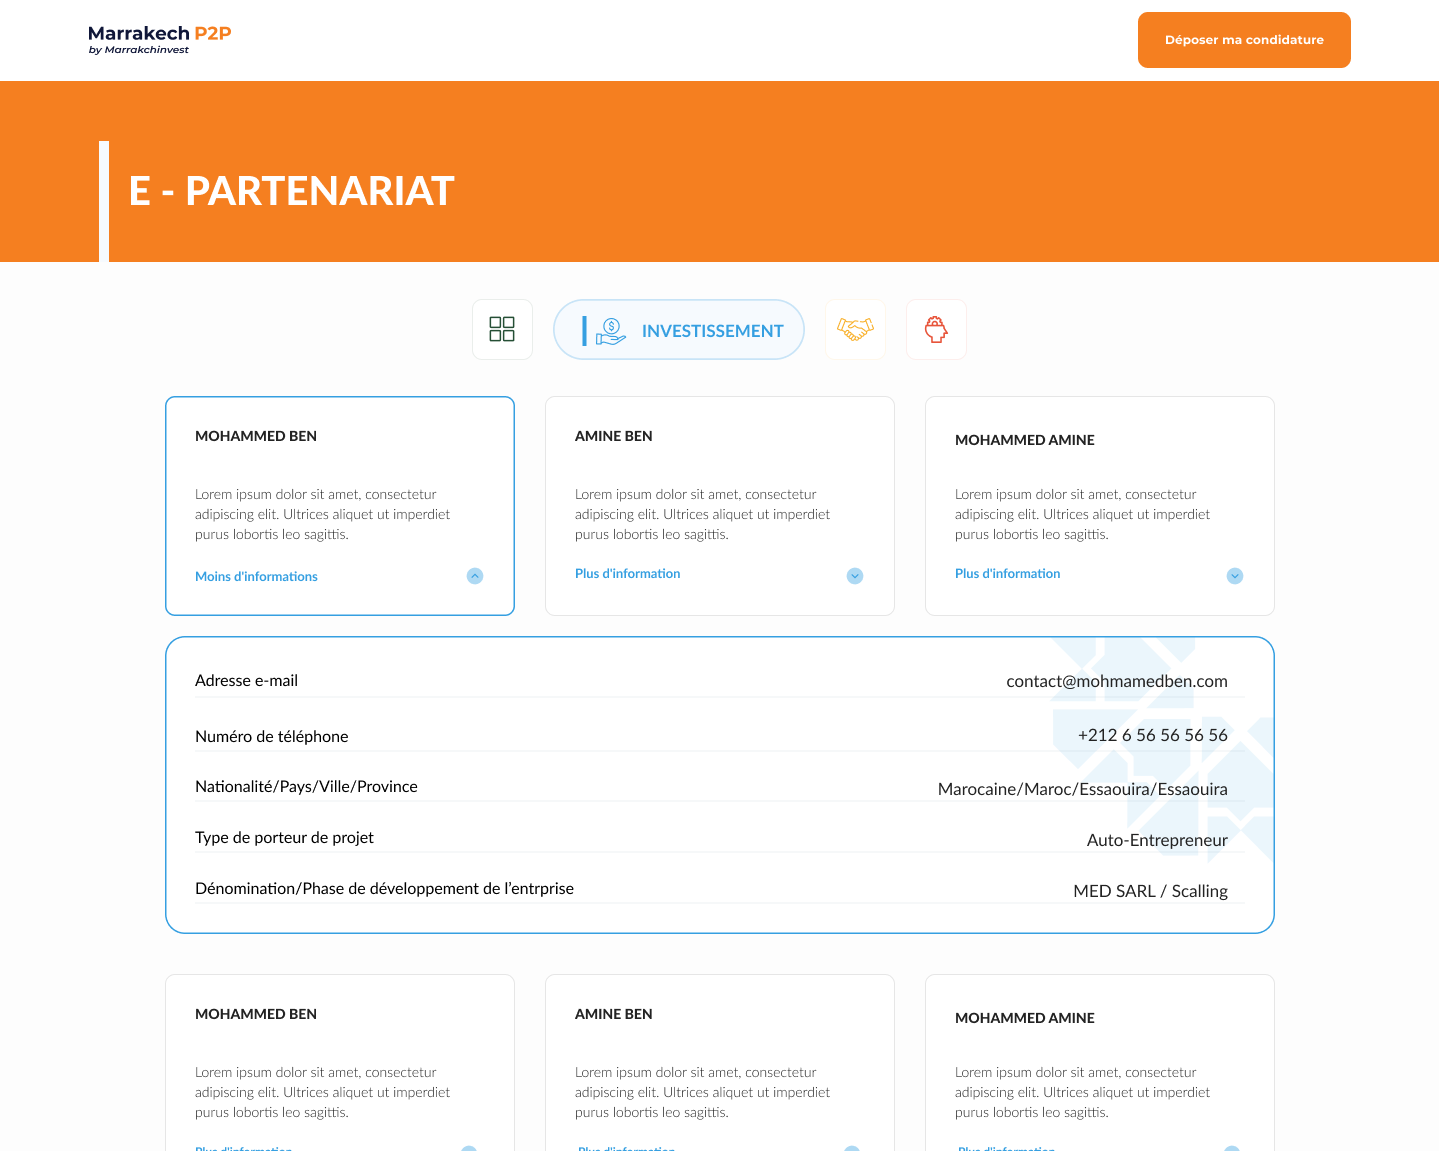 Marrakech P2P
by Marrakchinvest
Déposer ma condidature
E - PARTENARIAT
$
INVESTISSEMENT
MOHAMMED BEN
Lorem ipsum dolor sit amet, consectetur
adipiscing elit. Ultrices aliquet ut imperdiet
purus lobortis leo sagittis.
Moins d'informations
AMINE BEN
Lorem ipsum dolor sit amet, consectetur
adipiscing elit. Ultrices aliquet ut imperdiet
purus lobortis leo sagittis.
Plus d'information
MOHAMMED AMINE
Lorem ipsum dolor sit amet, consectetur
adipiscing elit. Ultrices aliquet ut imperdiet
purus lobortis leo sagittis.
Plus d'information
Adresse e-mail contact@mohmamedben.com
Numéro de téléphone +212 6 56 56 56 56
Nationalité/Pays/Ville/Province Marocaine/Maroc/Essaouira/Essaouira
Type de porteur de projet Auto-Entrepreneur
Dénomination/Phase de développement de l'entrprise MED SARL / Scalling
MOHAMMED BEN
Lorem ipsum dolor sit amet, consectetur
adipiscing elit. Ultrices aliquet ut imperdiet
purus lobortis leo sagittis.
Plus d'information
AMINE BEN
Lorem ipsum dolor sit amet, consectetur
adipiscing elit. Ultrices aliquet ut imperdiet
purus lobortis leo sagittis.
Plus d'information
MOHAMMED AMINE
Lorem ipsum dolor sit amet, consectetur
adipiscing elit. Ultrices aliquet ut imperdiet
purus lobortis leo sagittis.
Plus d'information